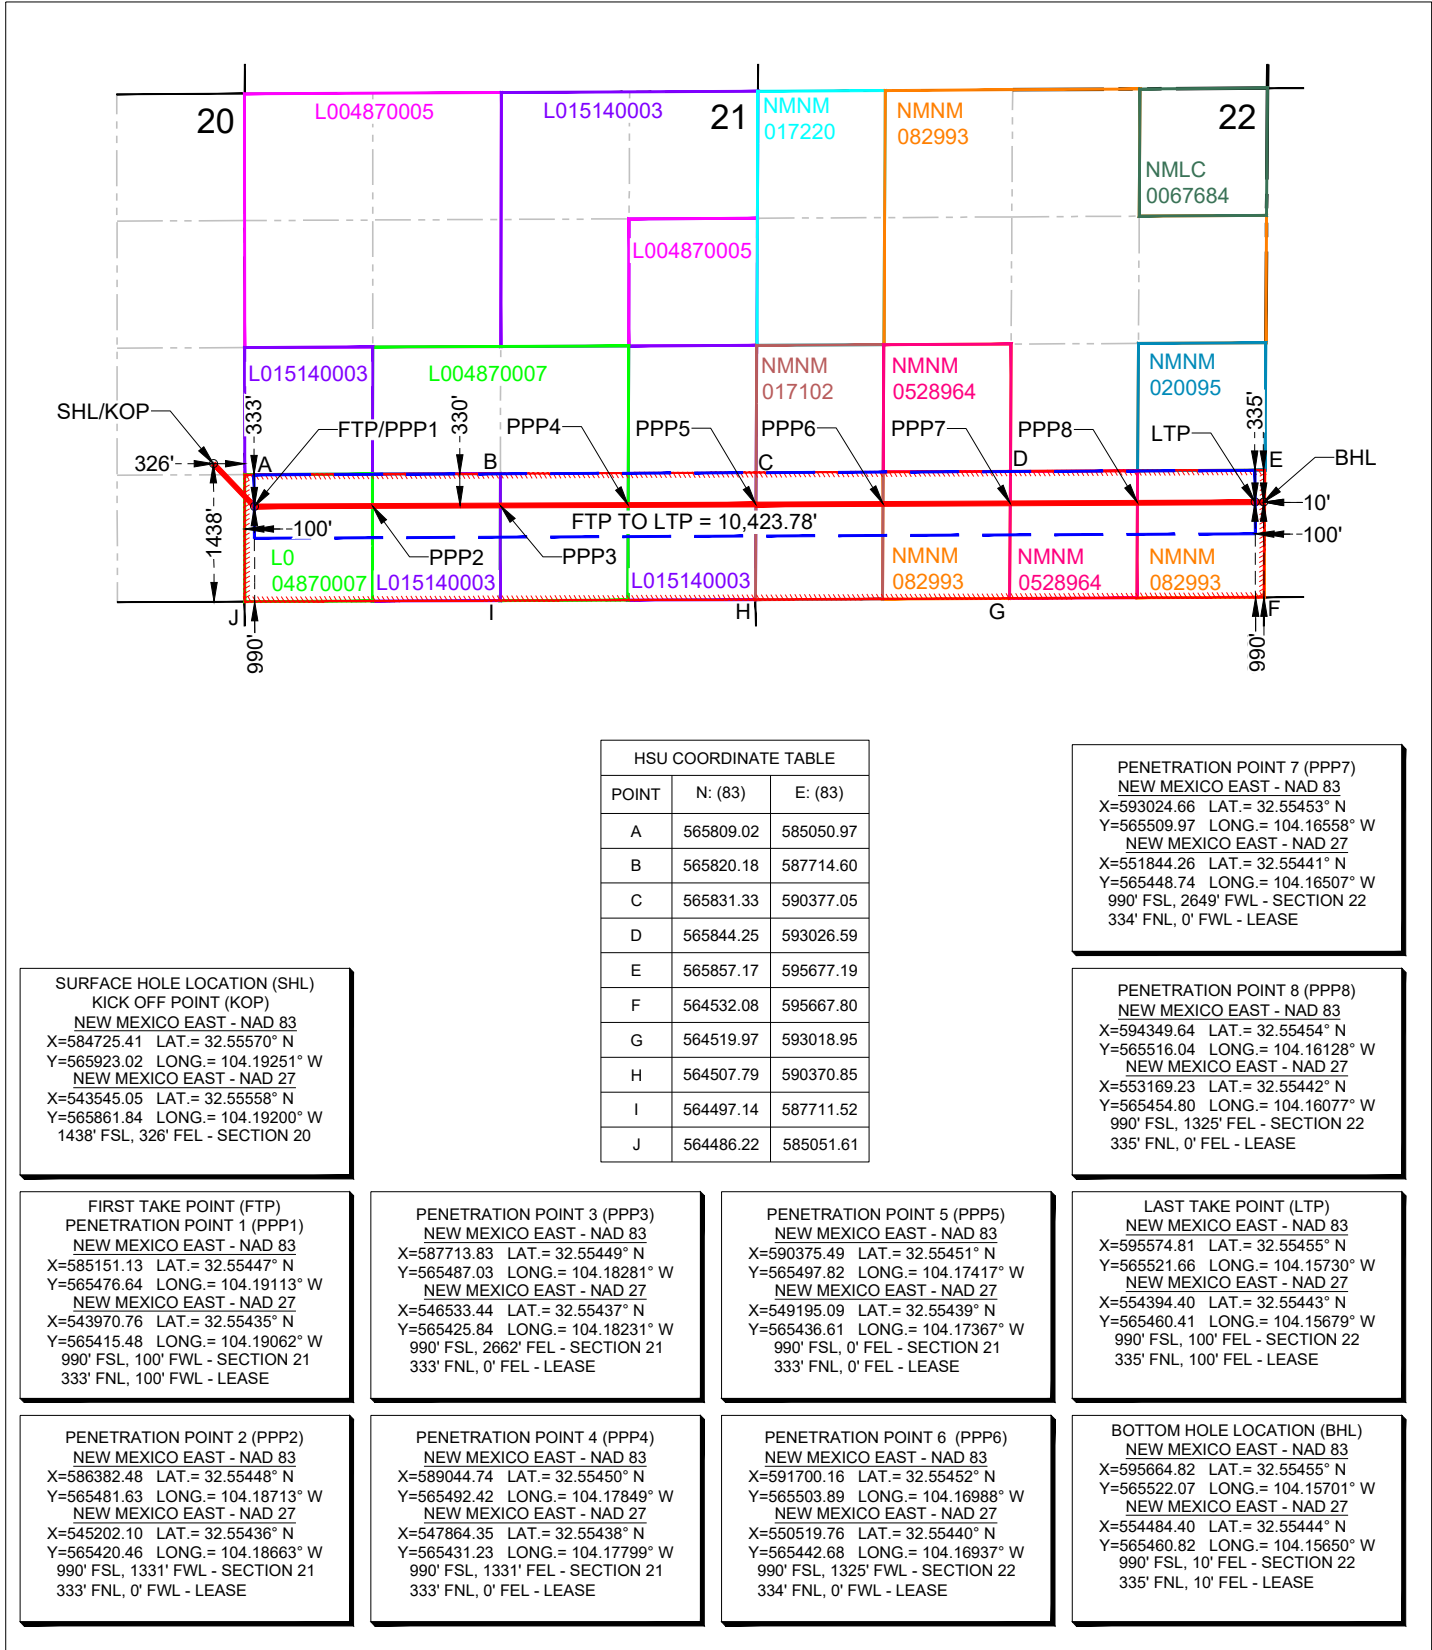 20
L004870005
L015140003
21
NMNM
017220
NMNM
082993
22
NMLC
0067684
L004870005
L015140003
L004870007
NMNM
017102
NMNM
0528964
NMNM
020095
SHL/KOP
333'
FTP/PPP1
330'
PPP4
PPP5
PPP6
PPP7
PPP8
LTP
335'
326'
A
B
C
D
E
BHL
10'
1438'
100'
FTP TO LTP = 10,423.78'
100'
L0
04870007
PPP2
L015140003
PPP3
L015140003
NMNM
082993
NMNM
0528964
NMNM
082993
J
I
H
G
F
990'
990'
HSU COORDINATE TABLE
POINT N: (83) E: (83)
A 565809.02 585050.97
B 565820.18 587714.60
C 565831.33 590377.05
D 565844.25 593026.59
E 565857.17 595677.19
F 564532.08 595667.80
G 564519.97 593018.95
H 564507.79 590370.85
I 564497.14 587711.52
J 564486.22 585051.61
PENETRATION POINT 7 (PPP7)
NEW MEXICO EAST - NAD 83
X=593024.66 LAT.= 32.55453° N
Y=565509.97 LONG.= 104.16558° W
NEW MEXICO EAST - NAD 27
X=551844.26 LAT.= 32.55441° N
Y=565448.74 LONG.= 104.16507° W
990' FSL, 2649' FWL - SECTION 22
334' FNL, 0' FWL - LEASE
SURFACE HOLE LOCATION (SHL)
KICK OFF POINT (KOP)
NEW MEXICO EAST - NAD 83
X=584725.41 LAT.= 32.55570° N
Y=565923.02 LONG.= 104.19251° W
NEW MEXICO EAST - NAD 27
X=543545.05 LAT.= 32.55558° N
Y=565861.84 LONG.= 104.19200° W
1438' FSL, 326' FEL - SECTION 20
PENETRATION POINT 8 (PPP8)
NEW MEXICO EAST - NAD 83
X=594349.64 LAT.= 32.55454° N
Y=565516.04 LONG.= 104.16128° W
NEW MEXICO EAST - NAD 27
X=553169.23 LAT.= 32.55442° N
Y=565454.80 LONG.= 104.16077° W
990' FSL, 1325' FEL - SECTION 22
335' FNL, 0' FEL - LEASE
FIRST TAKE POINT (FTP)
PENETRATION POINT 1 (PPP1)
NEW MEXICO EAST - NAD 83
X=585151.13 LAT.= 32.55447° N
Y=565476.64 LONG.= 104.19113° W
NEW MEXICO EAST - NAD 27
X=543970.76 LAT.= 32.55435° N
Y=565415.48 LONG.= 104.19062° W
990' FSL, 100' FWL - SECTION 21
333' FNL, 100' FWL - LEASE
PENETRATION POINT 3 (PPP3)
NEW MEXICO EAST - NAD 83
X=587713.83 LAT.= 32.55449° N
Y=565487.03 LONG.= 104.18281° W
NEW MEXICO EAST - NAD 27
X=546533.44 LAT.= 32.55437° N
Y=565425.84 LONG.= 104.18231° W
990' FSL, 2662' FEL - SECTION 21
333' FNL, 0' FEL - LEASE
PENETRATION POINT 5 (PPP5)
NEW MEXICO EAST - NAD 83
X=590375.49 LAT.= 32.55451° N
Y=565497.82 LONG.= 104.17417° W
NEW MEXICO EAST - NAD 27
X=549195.09 LAT.= 32.55439° N
Y=565436.61 LONG.= 104.17367° W
990' FSL, 0' FEL - SECTION 21
333' FNL, 0' FEL - LEASE
LAST TAKE POINT (LTP)
NEW MEXICO EAST - NAD 83
X=595574.81 LAT.= 32.55455° N
Y=565521.66 LONG.= 104.15730° W
NEW MEXICO EAST - NAD 27
X=554394.40 LAT.= 32.55443° N
Y=565460.41 LONG.= 104.15679° W
990' FSL, 100' FEL - SECTION 22
335' FNL, 100' FEL - LEASE
PENETRATION POINT 2 (PPP2)
NEW MEXICO EAST - NAD 83
X=586382.48 LAT.= 32.55448° N
Y=565481.63 LONG.= 104.18713° W
NEW MEXICO EAST - NAD 27
X=545202.10 LAT.= 32.55436° N
Y=565420.46 LONG.= 104.18663° W
990' FSL, 1331' FWL - SECTION 21
333' FNL, 0' FWL - LEASE
PENETRATION POINT 4 (PPP4)
NEW MEXICO EAST - NAD 83
X=589044.74 LAT.= 32.55450° N
Y=565492.42 LONG.= 104.17849° W
NEW MEXICO EAST - NAD 27
X=547864.35 LAT.= 32.55438° N
Y=565431.23 LONG.= 104.17799° W
990' FSL, 1331' FEL - SECTION 21
333' FNL, 0' FEL - LEASE
PENETRATION POINT 6 (PPP6)
NEW MEXICO EAST - NAD 83
X=591700.16 LAT.= 32.55452° N
Y=565503.89 LONG.= 104.16988° W
NEW MEXICO EAST - NAD 27
X=550519.76 LAT.= 32.55440° N
Y=565442.68 LONG.= 104.16937° W
990' FSL, 1325' FWL - SECTION 22
334' FNL, 0' FWL - LEASE
BOTTOM HOLE LOCATION (BHL)
NEW MEXICO EAST - NAD 83
X=595664.82 LAT.= 32.55455° N
Y=565522.07 LONG.= 104.15701° W
NEW MEXICO EAST - NAD 27
X=554484.40 LAT.= 32.55444° N
Y=565460.82 LONG.= 104.15650° W
990' FSL, 10' FEL - SECTION 22
335' FNL, 10' FEL - LEASE